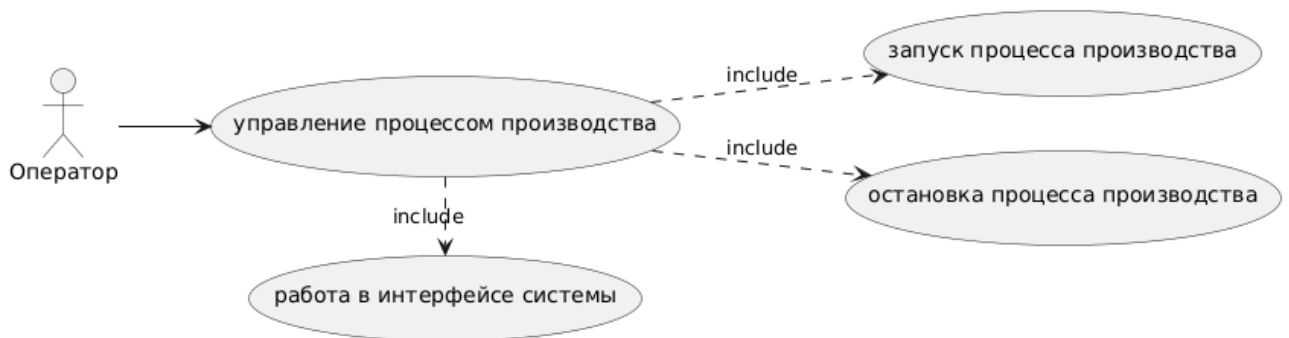 запуск процесса производства
include
управление процессом производства
include
Оператор
остановка процесса производства
include
работа в интерфейсе системы